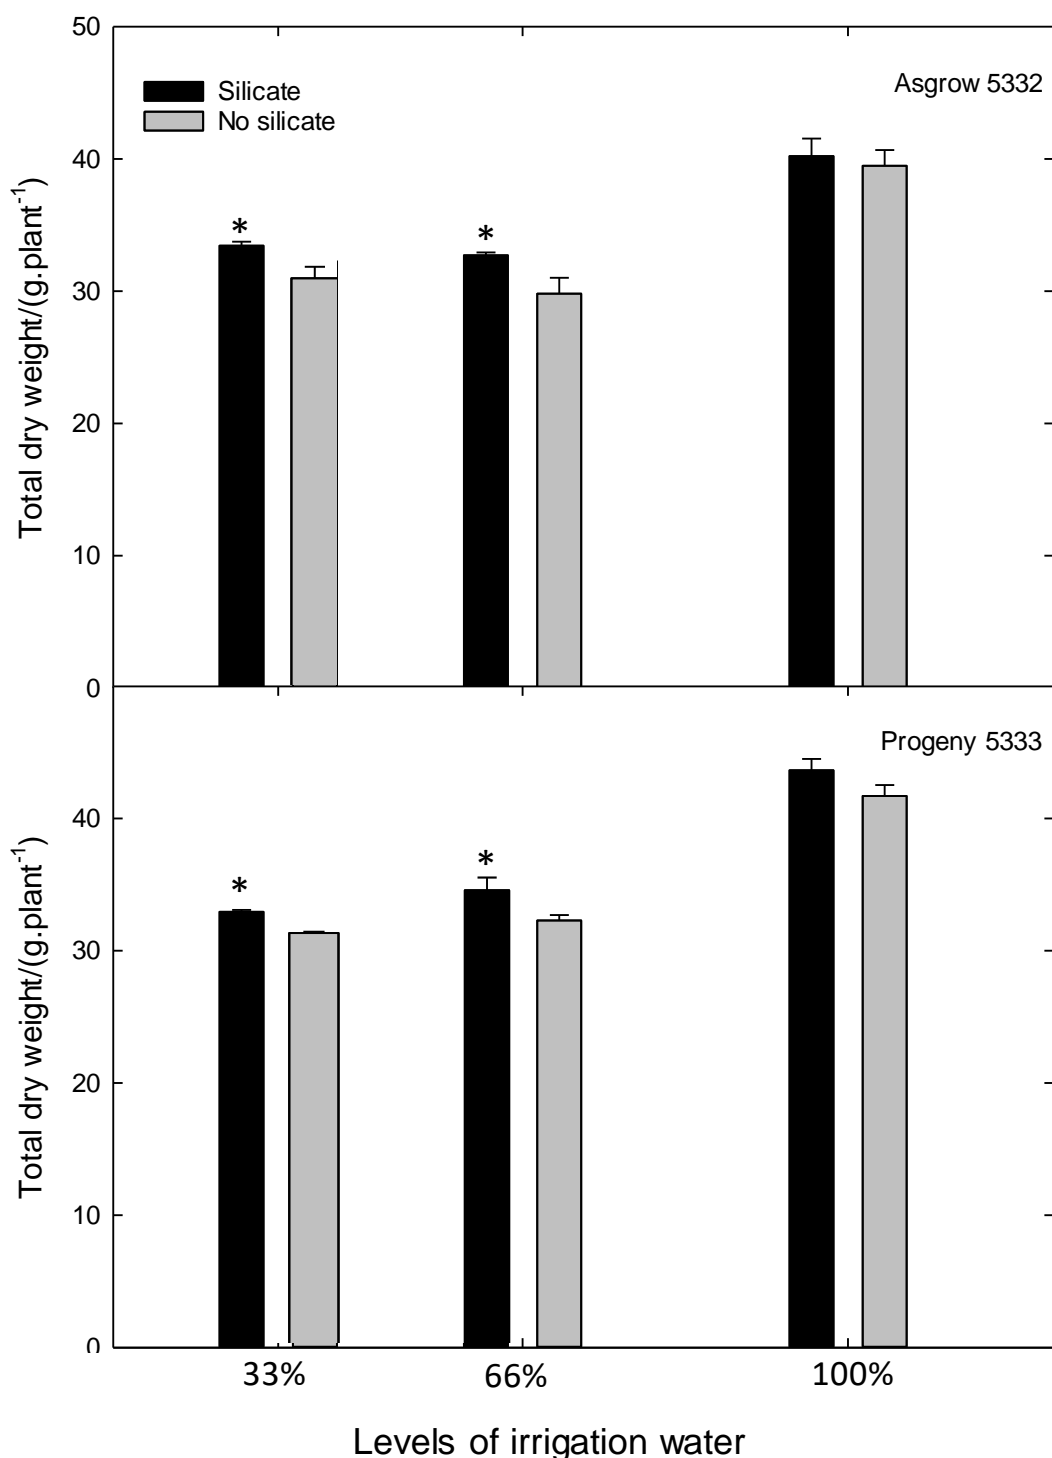 50
Silicate
No silicate
Asgrow 5332
40
*
*
30
20
10
0
Total dry weight/(g.plant⁻¹)
Progeny 5333
40
*
*
30
20
10
0
Total dry weight/(g.plant⁻¹)
33% 66% 100%
Levels of irrigation water